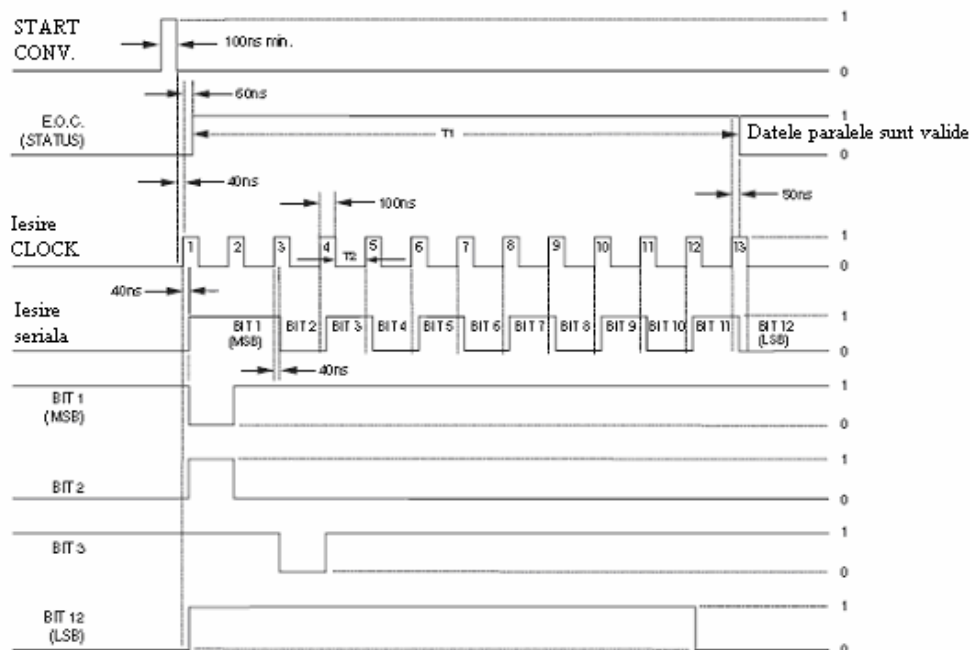 START
CONV.
100ns min.
1
0
60ns
E.O.C.
(STATUS)
T1
1
Datele paralele sunt valide
0
40ns
100ns
50ns
Iesire
CLOCK
1 2 3 4 5 6 7 8 9 10 11 12 13
T2
1
0
40ns
Iesire
seriala
BIT 1
(MSB)
BIT 2 BIT 3 BIT 4 BIT 5 BIT 6 BIT 7 BIT 8 BIT 9 BIT 10 BIT 11
BIT 12
(LSB)
1
0
40ns
BIT 1
(MSB)
1
0
BIT 2
1
0
BIT 3
1
0
BIT 12
(LSB)
1
0